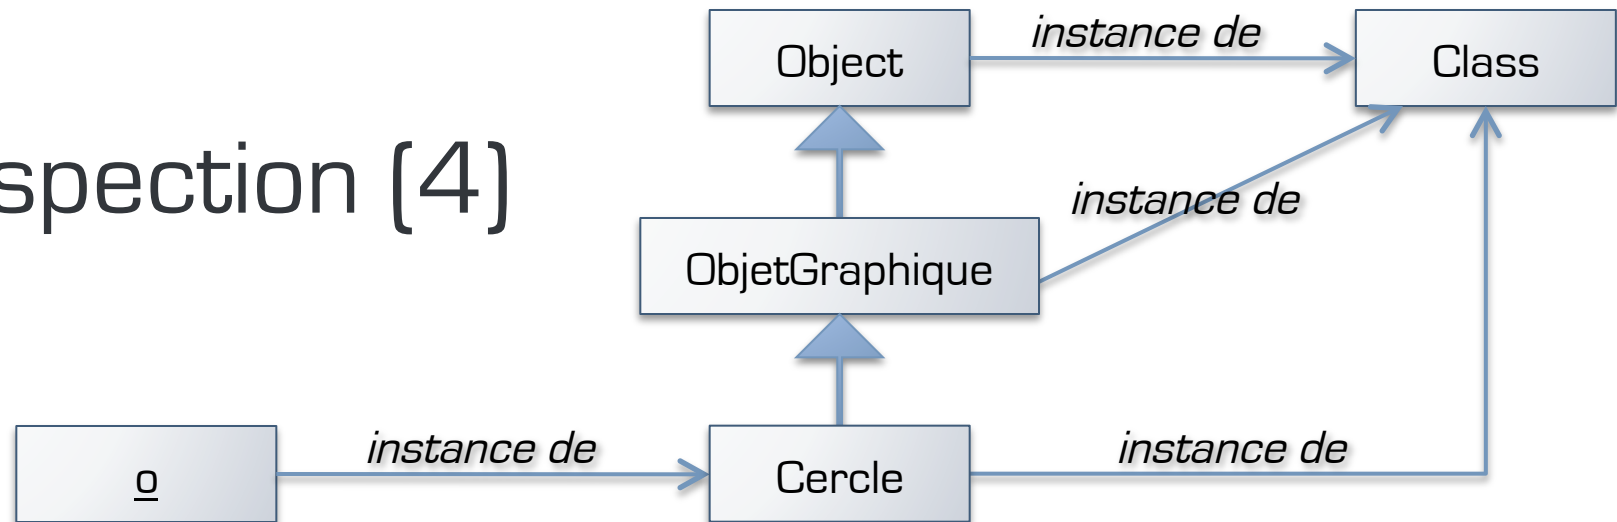 Object
instance de
Class
spection (4)
instance de
ObjetGraphique
o
instance de
Cercle
instance de